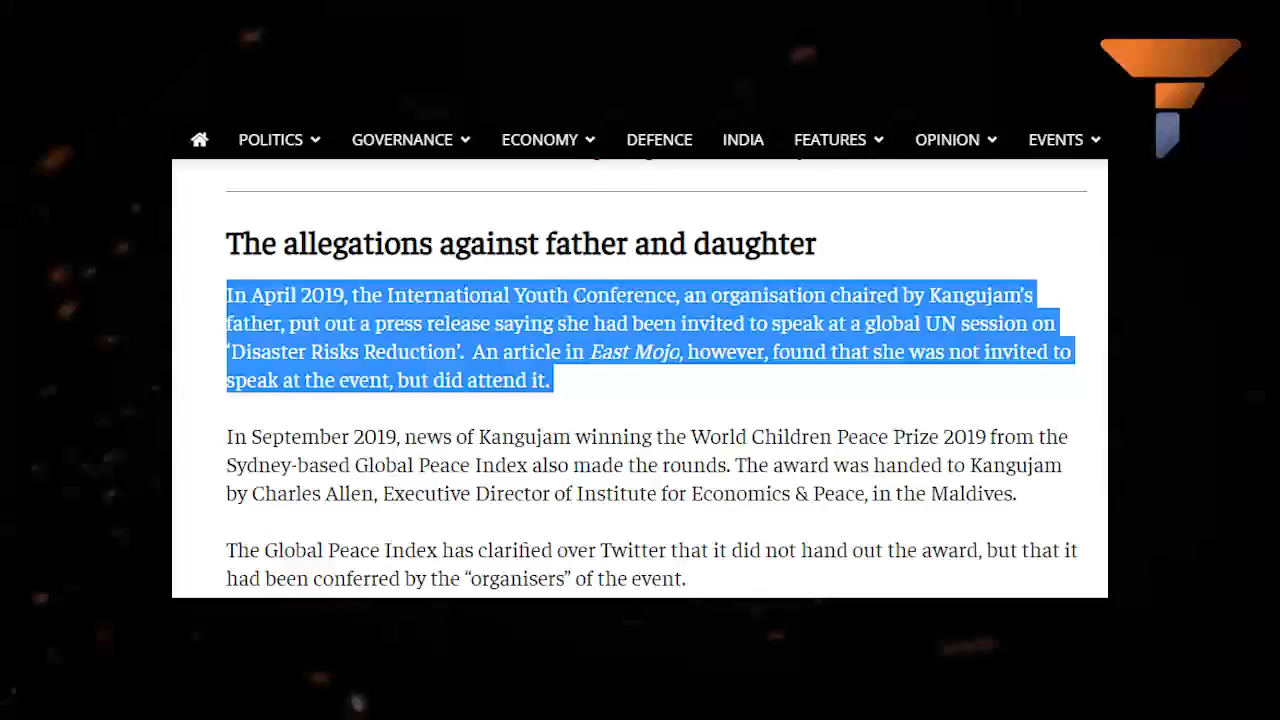 POLITICS GOVERNANCE ECONOMY DEFENCE INDIA FEATURES OPINION EVENTS
The allegations against father and daughter
In April 2019, the International Youth Conference, an organisation chaired by Kangujam's
father, put out a press release saying she had been invited to speak at a global UN session on
‘Disaster Risks Reduction’. An article in East Mojo, however, found that she was not invited to
speak at the event, but did attend it.
In September 2019, news of Kangujam winning the World Children Peace Prize 2019 from the
Sydney-based Global Peace Index also made the rounds. The award was handed to Kangujam
by Charles Allen, Executive Director of Institute for Economics & Peace, in the Maldives.
The Global Peace Index has clarified over Twitter that it did not hand out the award, but that it
had been conferred by the “organisers” of the event.